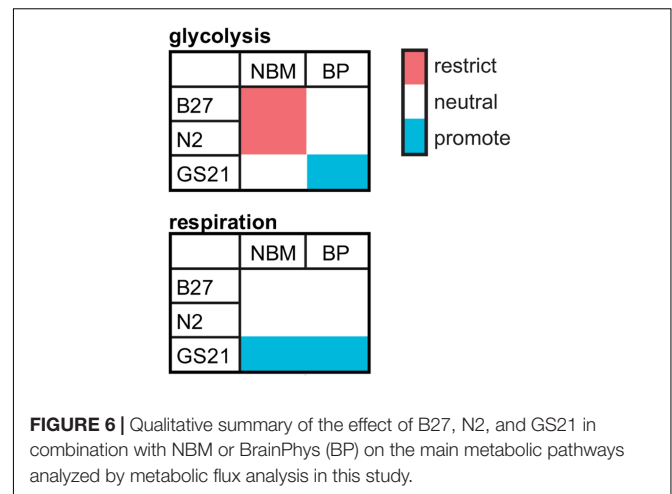 glycolysis
NBM BP
B27
N2
GS21
restrict
neutral
promote
respiration
NBM BP
B27
N2
GS21
FIGURE 6 | Qualitative summary of the effect of B27, N2, and GS21 in
combination with NBM or BrainPhys (BP) on the main metabolic pathways
analyzed by metabolic flux analysis in this study.